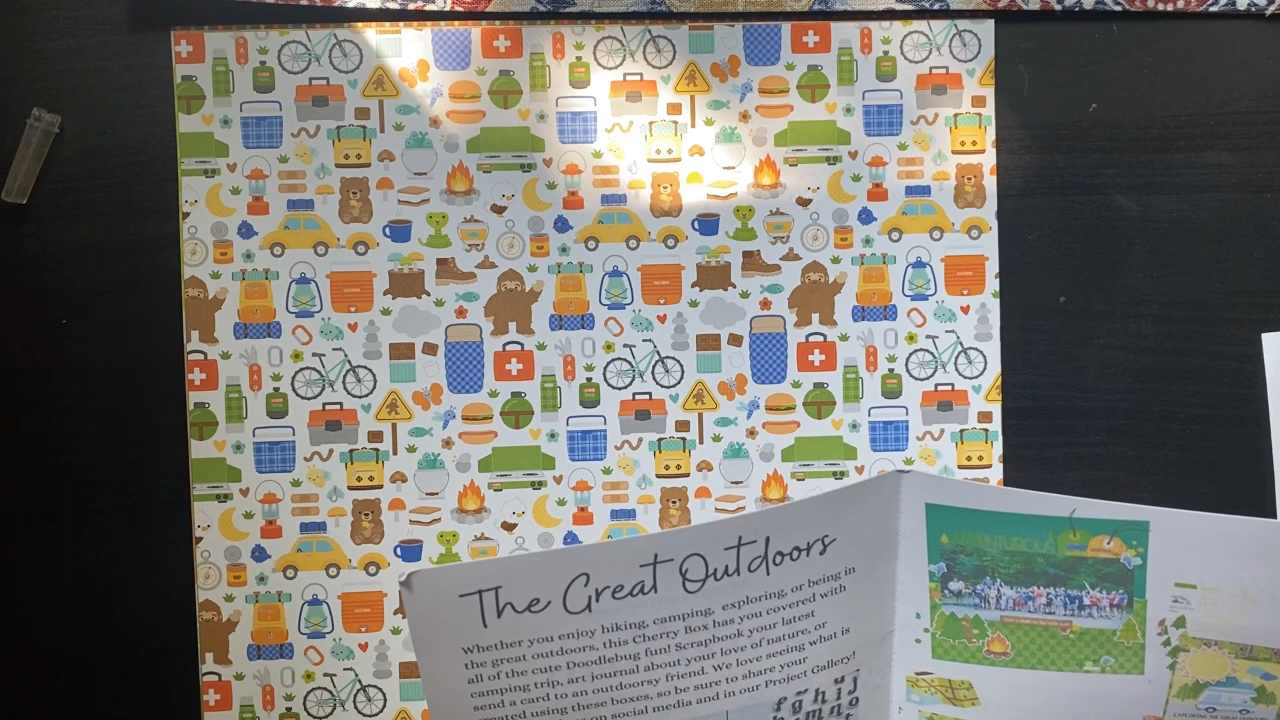 The Great Outdoors
Whether you enjoy hiking, camping, exploring, or being in
the great outdoors, this Cherry Box has you covered with
all of the cute Doodlebug fun! Scrapbook your latest
camping trip, art journal about your love of nature, or
send a card to an outdoorsy friend. We love seeing what is
created using these boxes, so be sure to share your
on social media and in our Project Gallery!
f g h i j